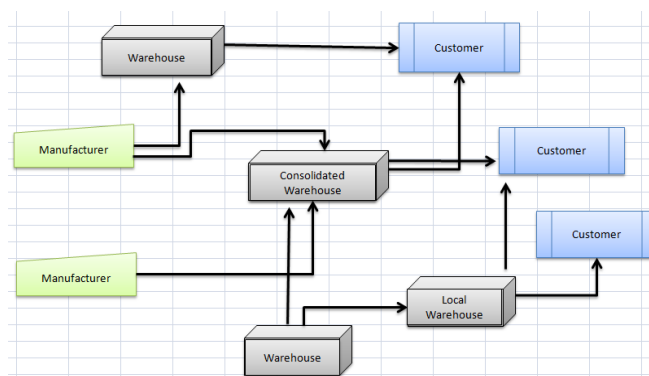 Customer
Warehouse
Manufacturer
Customer
Consolidated
Warehouse
Customer
Manufacturer
Local
Warehouse
Warehouse